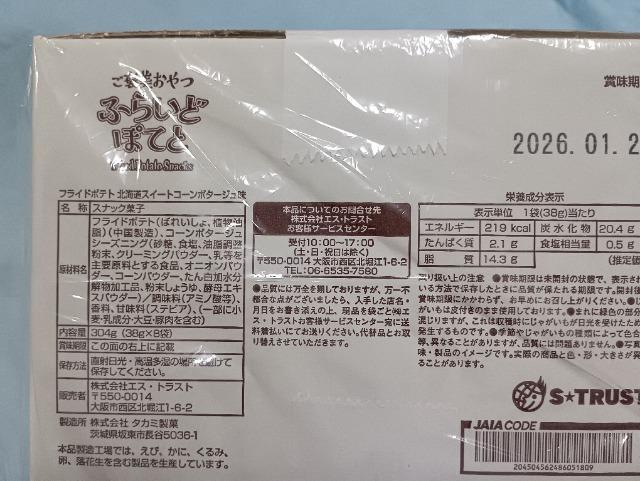 ご褒美おやつ
ふらいど
ぽてと
Fried Potato Snacks
賞味期
2026.01.2
フライドポテト 北海道スイートコーンポタージュ味
名称 スナック菓子
原材料名 フライドポテト(ばれいしょ、植物油
脂)(中国製造)、コーンポタージュ
シーズニング(砂糖、食塩、油脂調整
粉末、クリーミングパウダー、乳等を
主要原料とする食品、オニオンパウ
ダー、コーンパウダー、たん白加水分
解物加工品、粉末しょうゆ、酵母エキ
スパウダー)/調味料(アミノ酸等)、
香料、甘味料(ステビア)、(一部に小
麦・乳成分・大豆・豚肉を含む)
内容量 304g(38g×8袋)
賞味期限 この面の右上に記載
保存方法 直射日光・高温多湿の場所を避けて
保存してください。
販売者 株式会社エス・トラスト
〒550-0014
大阪市西区北堀江1-6-2
製造所 株式会社 タカミ製菓
茨城県坂東市長谷5036-1
本品製造工場では、えび、かに、くるみ、
卵、落花生を含む製品を生産しています。
本品についてのお問合せ先
お客様サービスセンター
受付10:00〜17:00
(土・日・祝日は除く)
〒550-0014 大阪市西区北堀江1-6-2
TEL:06-6535-7580
●品質には万全を期しておりますが、万一不
都合な点がございましたら、入手した店名・
月日をお書き添えの上、現品を袋ごと㈱エ
ス・トラストお客様サービスセンター宛に送
料着払いにてお送りください。代替品とお取
り替えさせていただきます。
栄養成分表示
表示単位 1袋(38g)当たり
エネルギー 219kcal 炭水化物 20.4g
たんぱく質 2.1g 食塩相当量 0.5g
脂質 14.3g (推定値
取り扱い上の注意 ●賞味期限は未開封の状態で、表示されて
いる方法で保存したときに品質が保たれる期限です。開封後
賞味期限にかかわらず、お早めにお召し上がりください。
がいもは皮付きのまま使用しております。●まれに緑色の部分
混じりますが、これは収穫時にじゃがいもが日光を受けたため
発生するものです。●季節やじゃがいもの種類によって色合
等、異なることがありますが、品質には問題ありません。●写真
味・製品のイメージです。実際の商品と色・形・大きさが異
ることがあります。
S★TRUST
JAIA CODE
2045045624860518​09